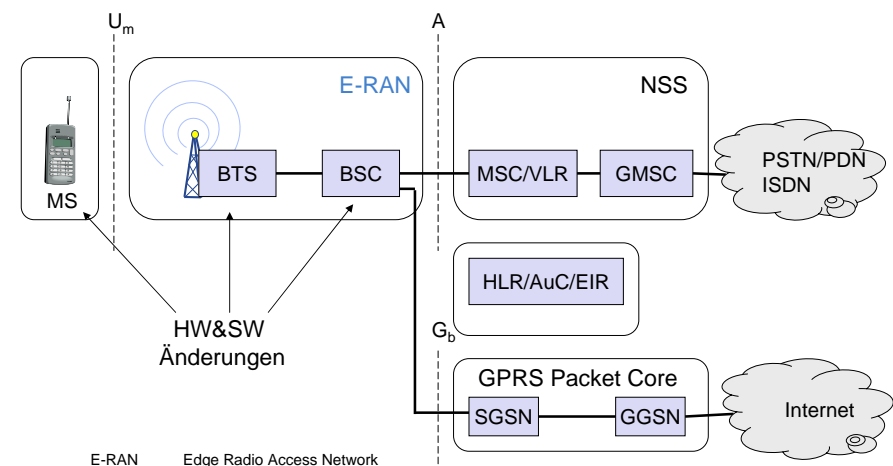 Um
A
E-RAN
NSS
MS
BTS
BSC
MSC/VLR
GMSC
PSTN/PDN
ISDN
HLR/AuC/EIR
HW&SW
Änderungen
Gb
GPRS Packet Core
SGSN
GGSN
Internet
E-RAN Edge Radio Access Network